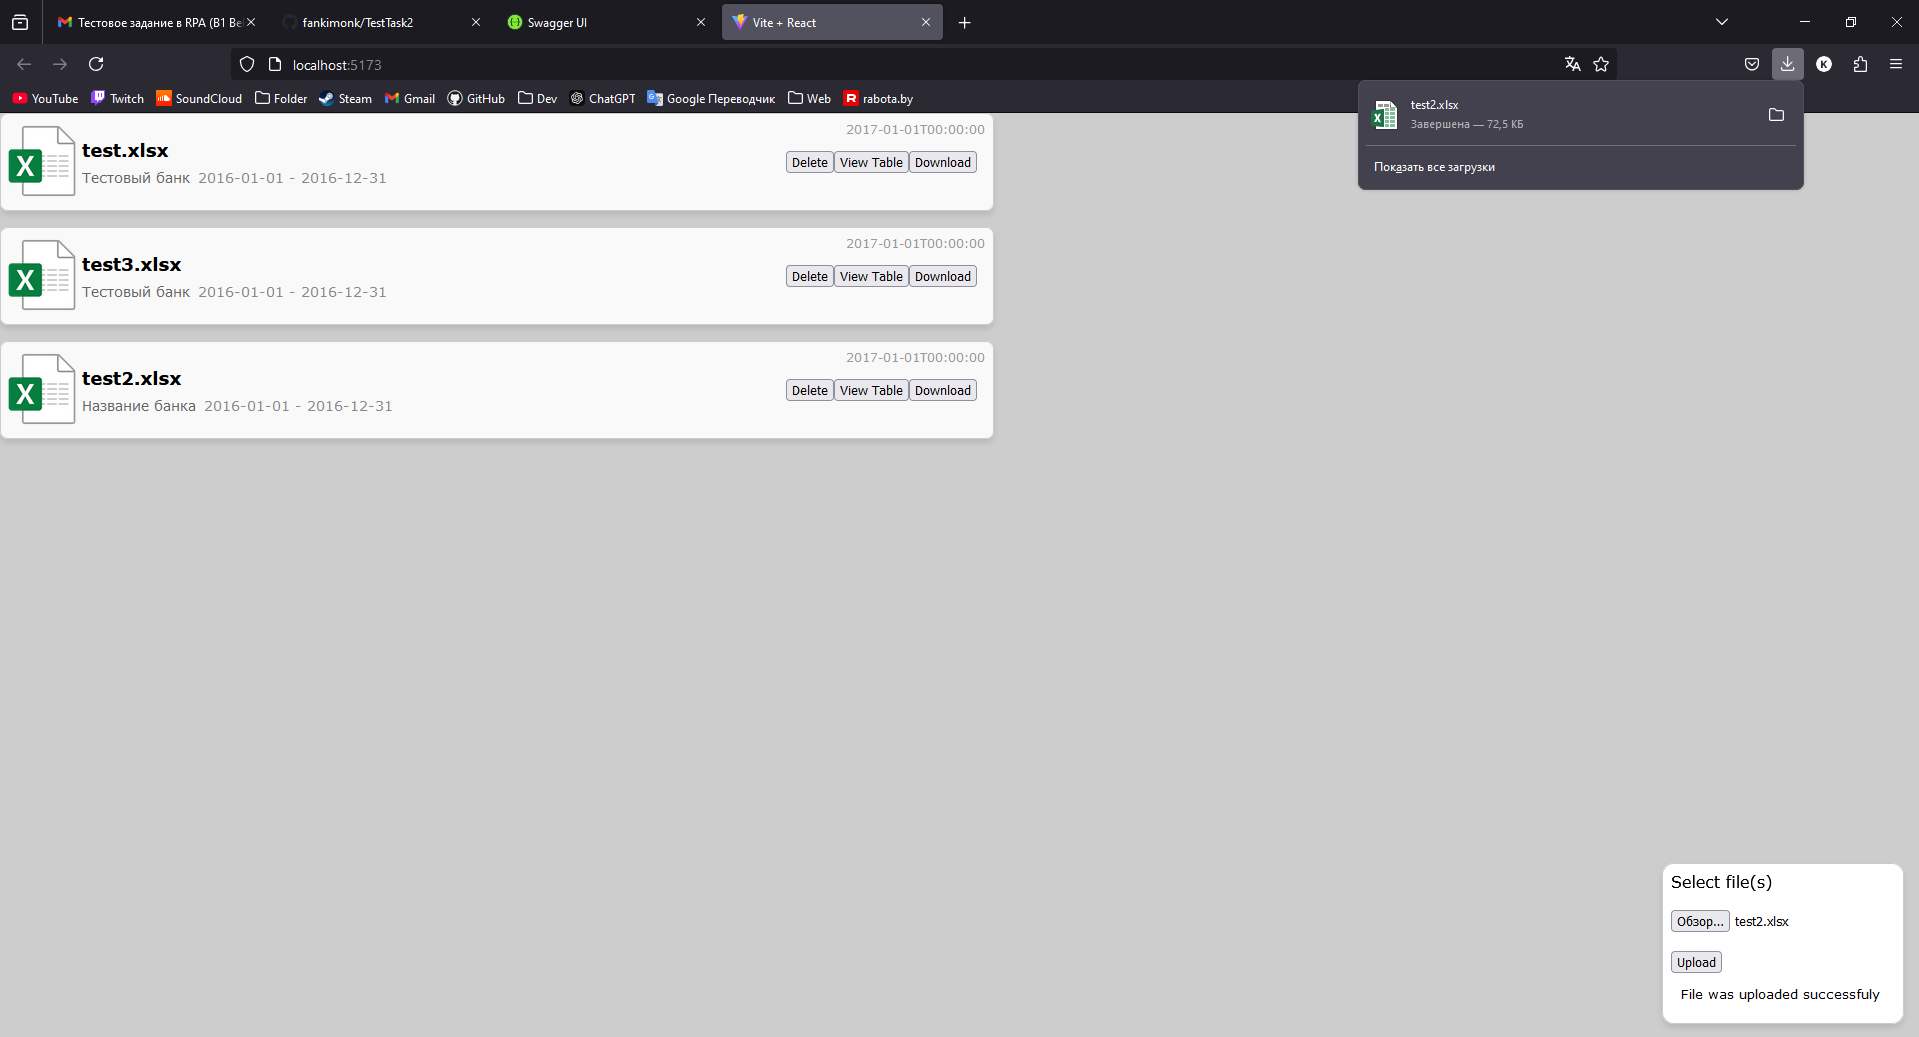 Тестовое задание в RPA (B1 Be
fankimonk/TestTask2
Swagger UI
Vite + React
localhost:5173
YouTube
Twitch
SoundCloud
Folder
Steam
Gmail
GitHub
Dev
ChatGPT
Google Переводчик
Web
rabota.by
test2.xlsx
Завершена — 72,5 КБ
Показать все загрузки
2017-01-01T00:00:00
test.xlsx
Delete View Table Download
Тестовый банк 2016-01-01 - 2016-12-31
2017-01-01T00:00:00
test3.xlsx
Delete View Table Download
Тестовый банк 2016-01-01 - 2016-12-31
2017-01-01T00:00:00
test2.xlsx
Delete View Table Download
Название банка 2016-01-01 - 2016-12-31
Select file(s)
Обзор... test2.xlsx
Upload
File was uploaded successfuly